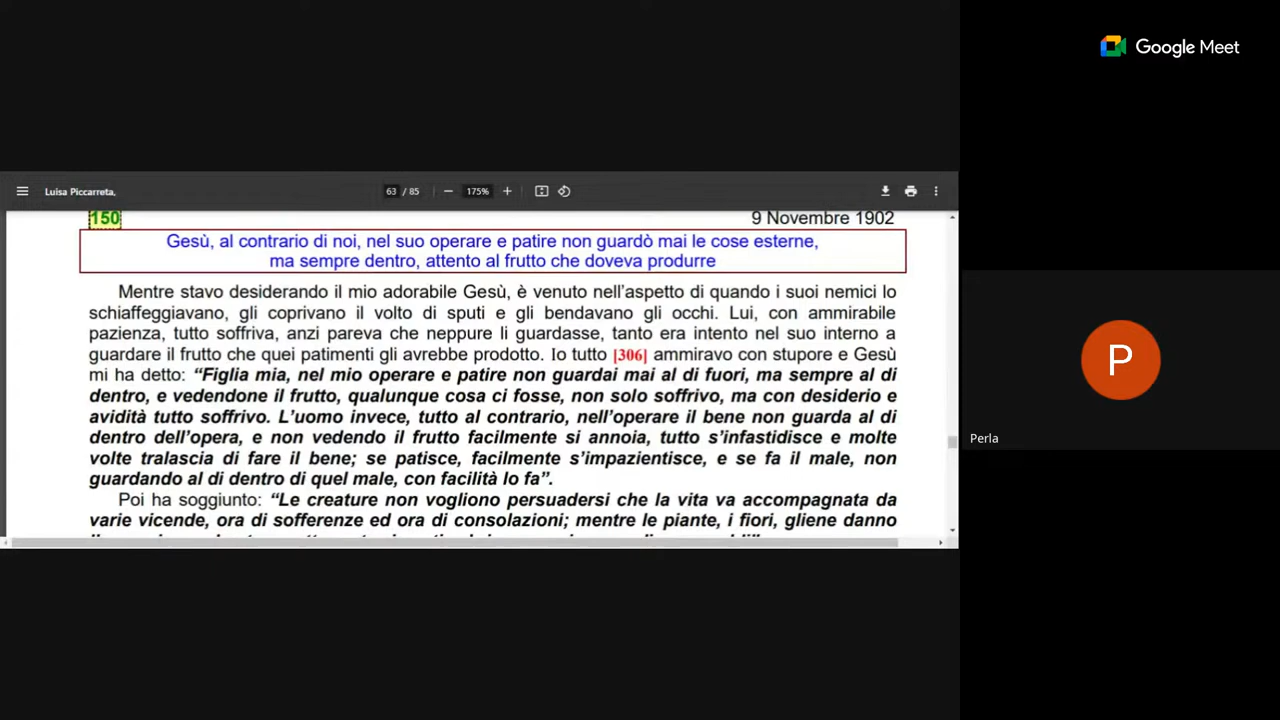 Google Meet
Luisa Piccarreta,
63 / 85
175%
150
9 Novembre 1902
Gesù, al contrario di noi, nel suo operare e patire non guardò mai le cose esterne,
ma sempre dentro, attento al frutto che doveva produrre
Mentre stavo desiderando il mio adorabile Gesù, è venuto nell'aspetto di quando i suoi nemici lo
schiaffeggiavano, gli coprivano il volto di sputi e gli bendavano gli occhi. Lui, con ammirabile
pazienza, tutto soffriva, anzi pareva che neppure li guardasse, tanto era intento nel suo interno a
guardare il frutto che quei patimenti gli avrebbe prodotto. Io tutto [306] ammiravo con stupore e Gesù
mi ha detto: “Figlia mia, nel mio operare e patire non guardai mai al di fuori, ma sempre al di
dentro, e vedendone il frutto, qualunque cosa ci fosse, non solo soffrivo, ma con desiderio e
avidità tutto soffrivo. L'uomo invece, tutto al contrario, nell'operare il bene non guarda al di
dentro dell'opera, e non vedendo il frutto facilmente si annoia, tutto s'infastidisce e molte
volte tralascia di fare il bene; se patisce, facilmente s'impazientisce, e se fa il male, non
guardando al di dentro di quel male, con facilità lo fa”.
Poi ha soggiunto: “Le creature non vogliono persuadersi che la vita va accompagnata da
varie vicende, ora di sofferenze ed ora di consolazioni; mentre le piante, i fiori, gliene danno
P
Perla